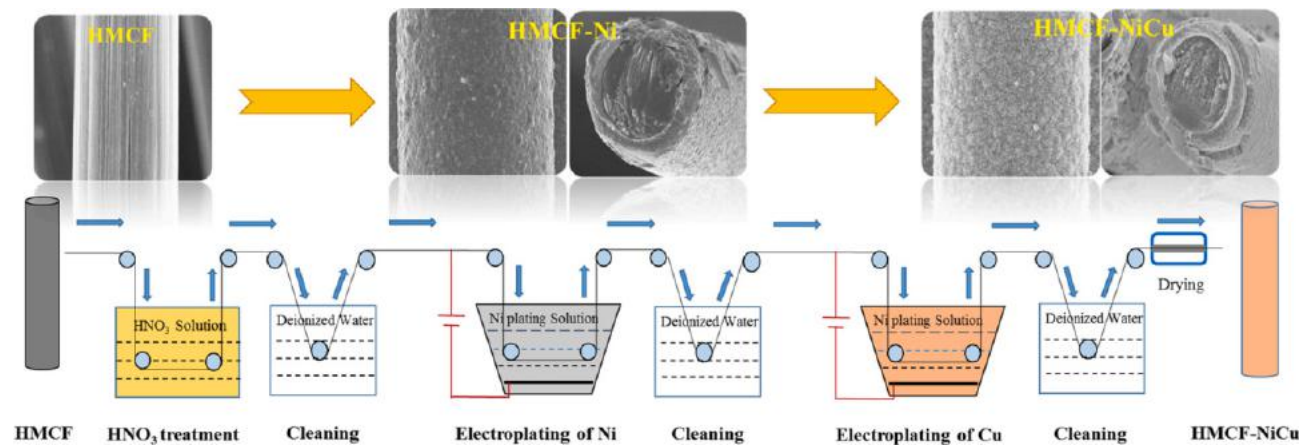 HMCF
HMCF-Ni
HMCF-NiCu
HNO₃ Solution
Deionized Water
Ni plating Solution
Deionized Water
Ni plating Solution
Deionized Water
Drying
HMCF
HNO₃ treatment
Cleaning
Electroplating of Ni
Cleaning
Electroplating of Cu
Cleaning
HMCF-NiCu